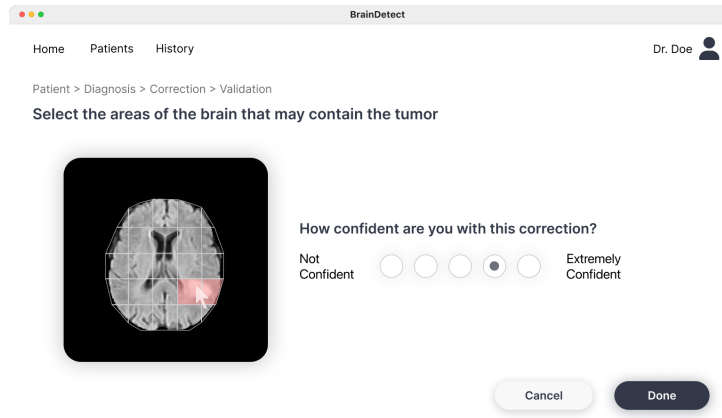 BrainDetect
Home Patients History Dr. Doe
Patient > Diagnosis > Correction > Validation
Select the areas of the brain that may contain the tumor
How confident are you with this correction?
Not
Confident
Extremely
Confident
Cancel Done